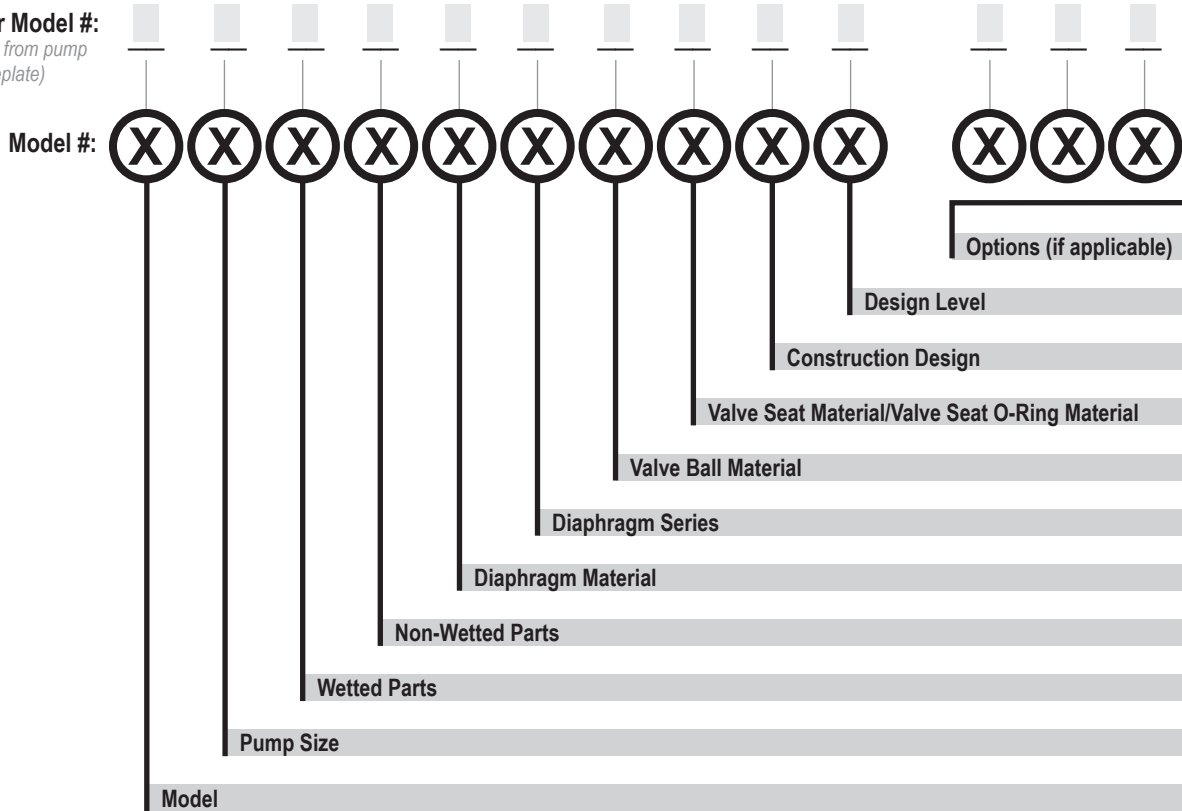 r Model #:
from pump
plate)
Model #: X X X X X X X X X X X X X
Options (if applicable)
Design Level
Construction Design
Valve Seat Material/Valve Seat O-Ring Material
Valve Ball Material
Diaphragm Series
Diaphragm Material
Non-Wetted Parts
Wetted Parts
Pump Size
Model